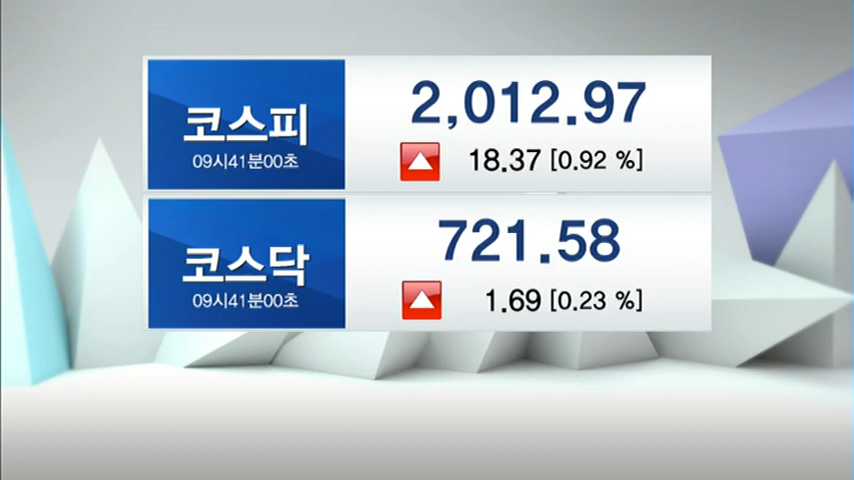 코스피
09시41분00초
2,012.97
18.37 [0.92 %]
코스닥
09시41분00초
721.58
1.69 [0.23 %]